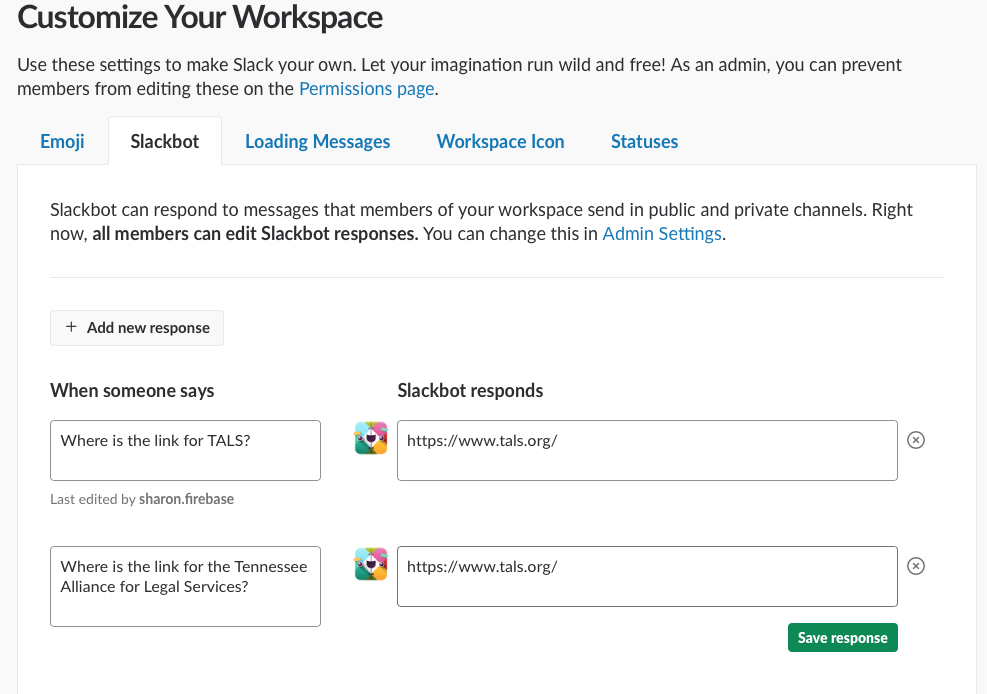 Customize Your Workspace
Use these settings to make Slack your own. Let your imagination run wild and free! As an admin, you can prevent
members from editing these on the Permissions page.
Emoji
Slackbot
Loading Messages
Workspace Icon
Statuses
Slackbot can respond to messages that members of your workspace send in public and private channels. Right
now, all members can edit Slackbot responses. You can change this in Admin Settings.
+ Add new response
When someone says
Slackbot responds
Where is the link for TALS?
https://www.tals.org/
Last edited by sharon.firebase
Where is the link for the Tennessee
Alliance for Legal Services?
https://www.tals.org/
Save response